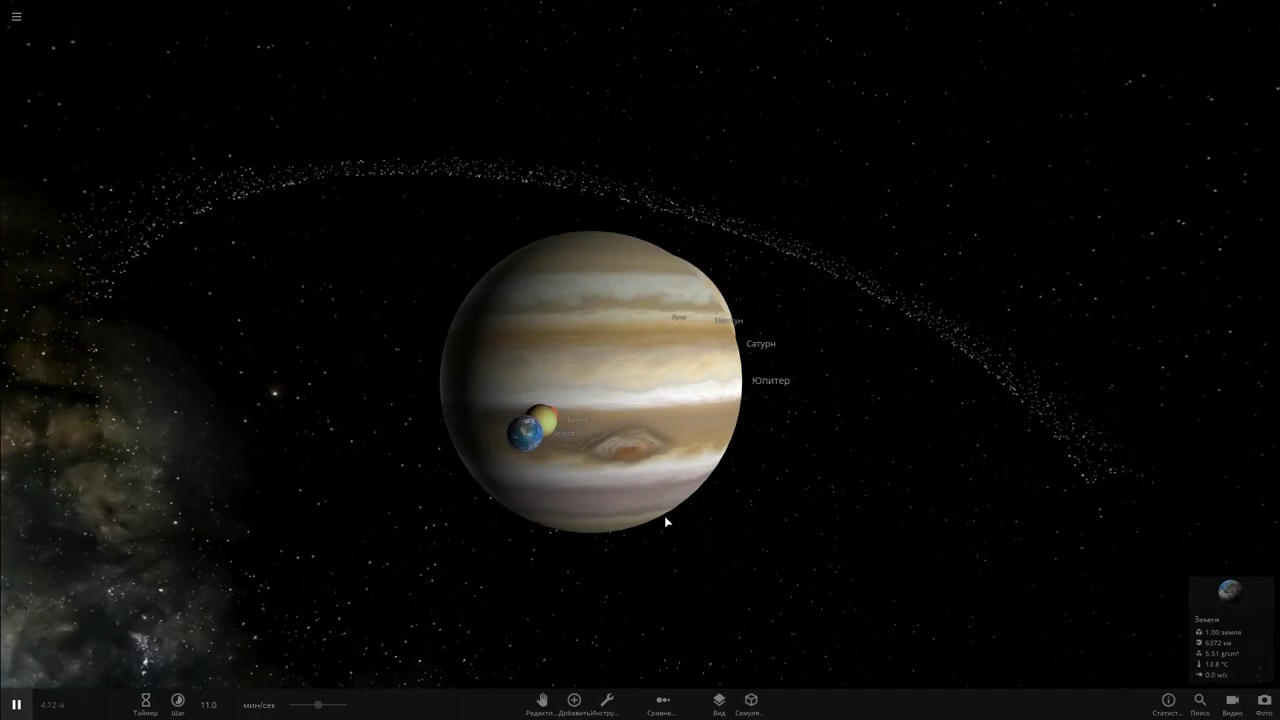 Луна
Нептун
Сатурн
Юпитер
Венера
Земля
Земля
1.00 земля
6372 км
5.51 g/cm³
13.8 °C
0.0 м/с
4.12 ч
Таймер
Шаг
11.0
мин/сек
Редакти...
Добавить
Инстру...
Сравне...
Вид
Симуля...
Статист...
Поиск
Видео
Фото